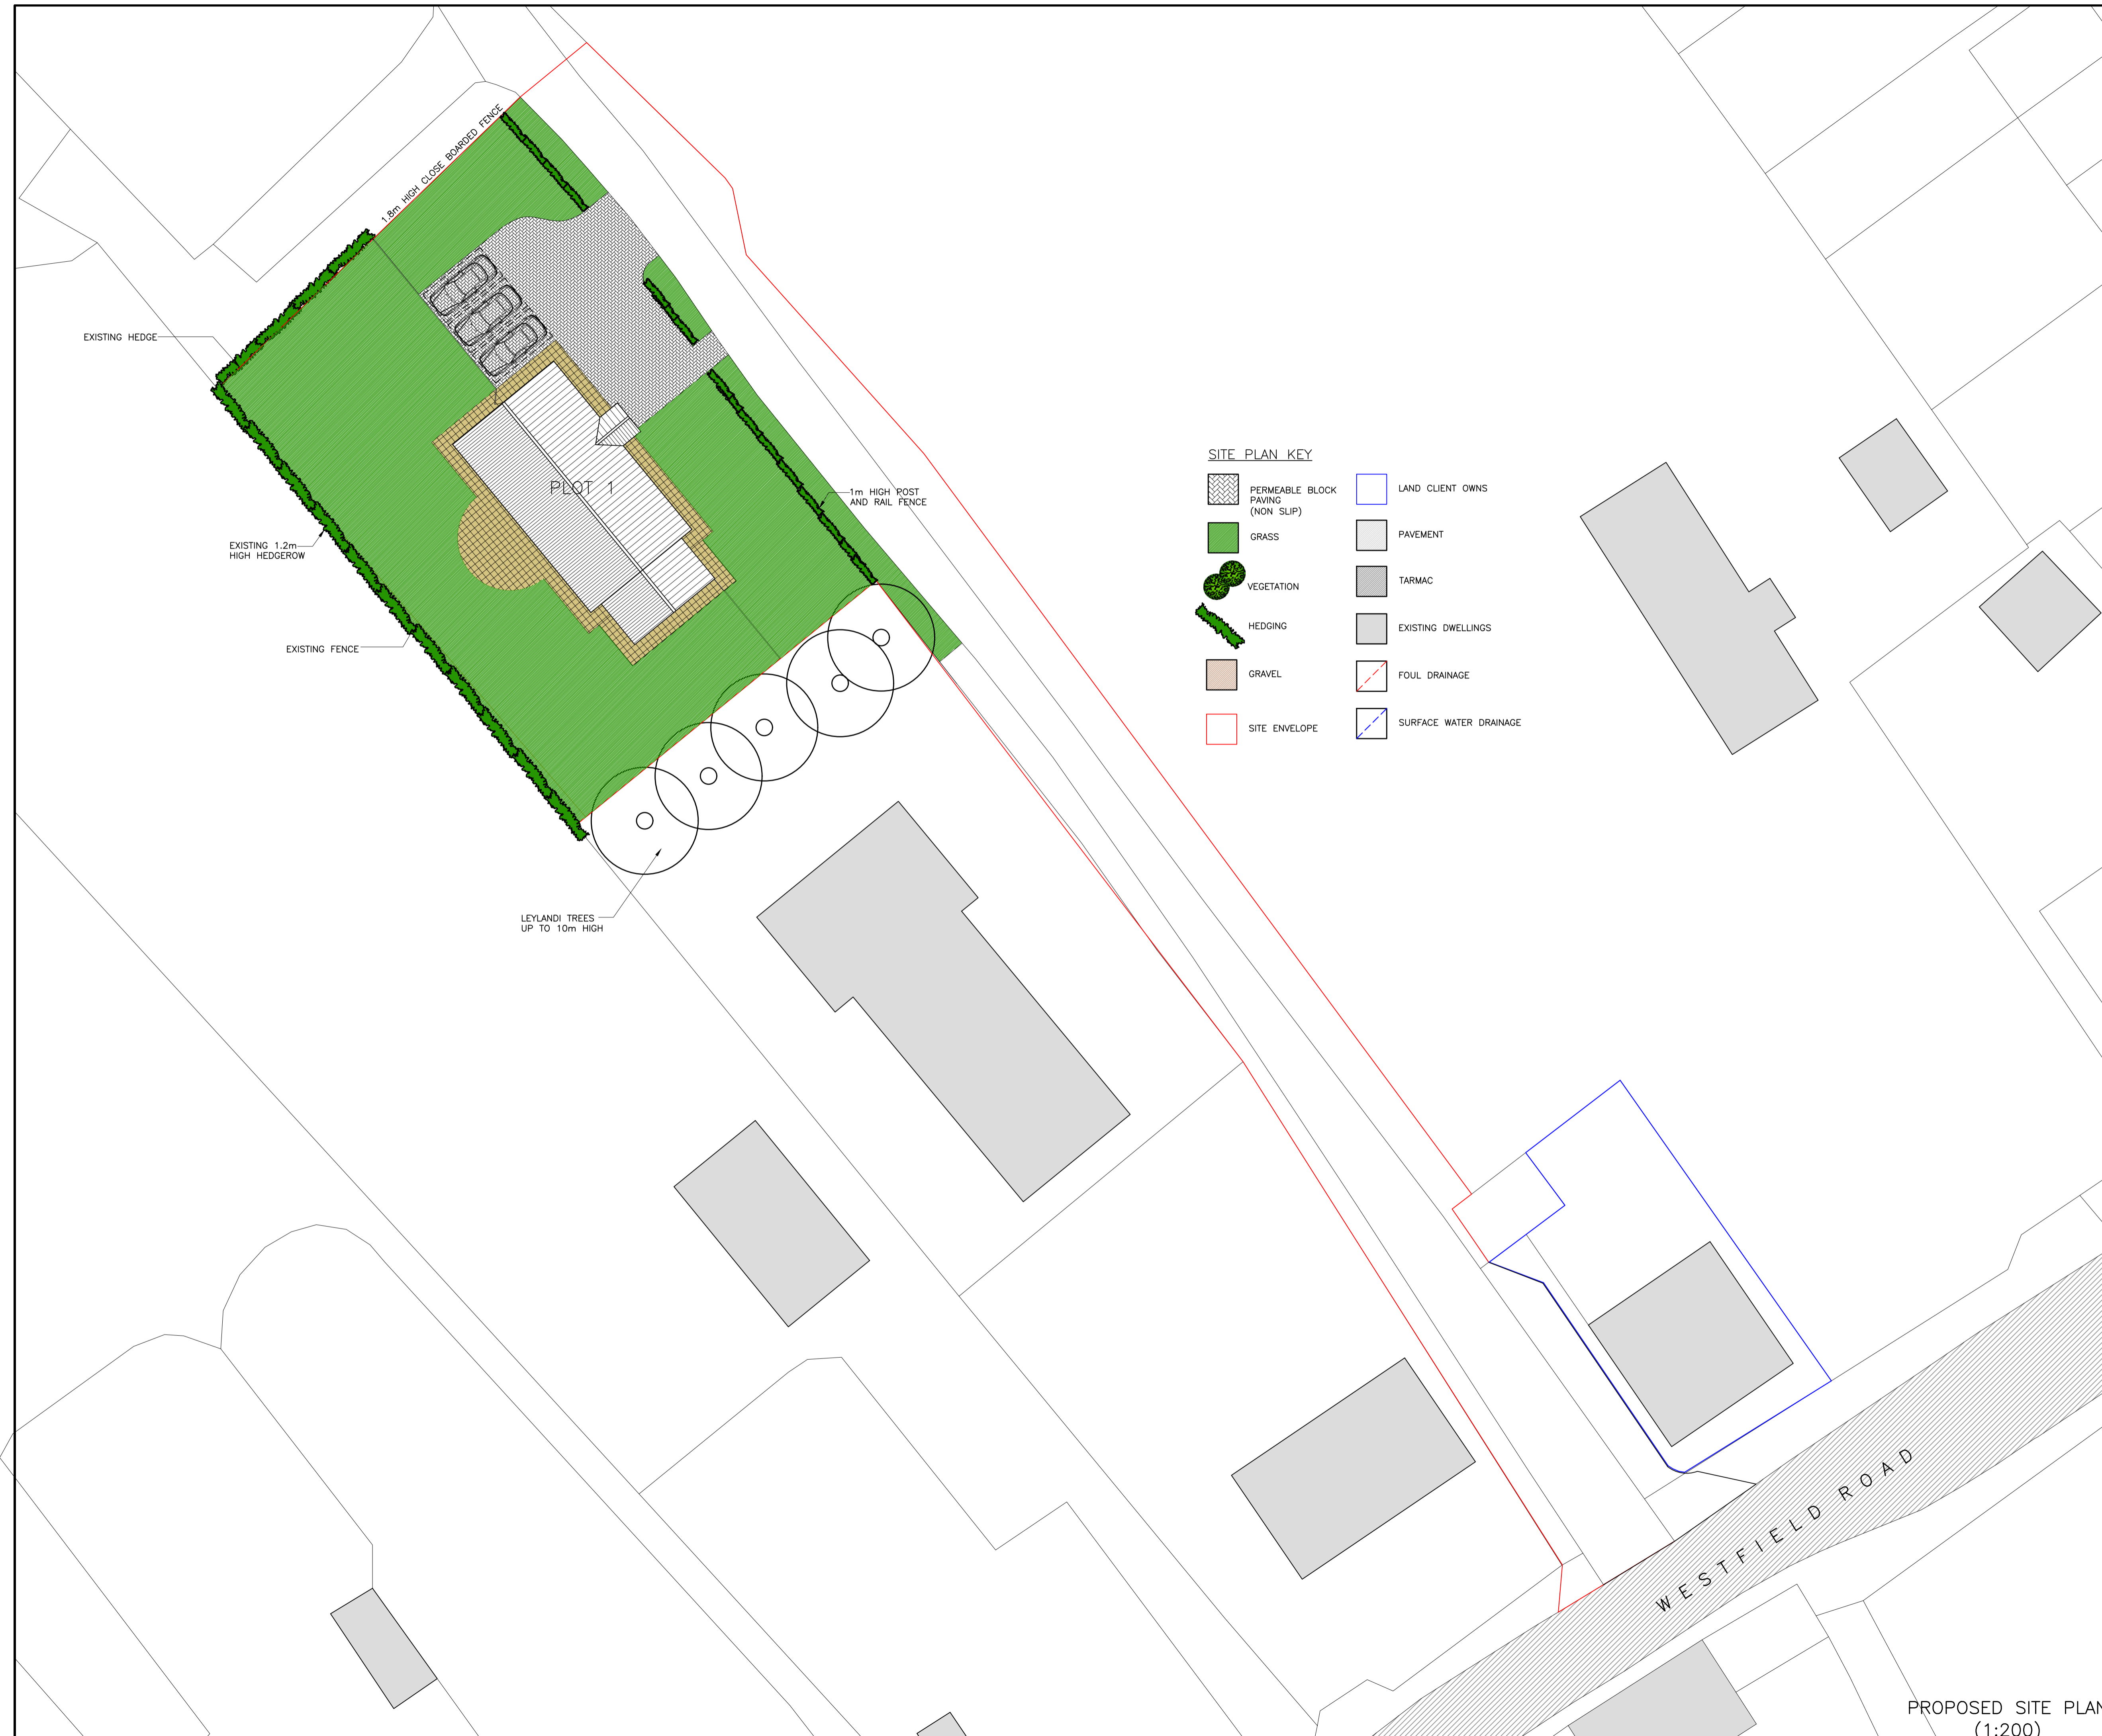 1.8m HIGH CLOSE BOARDED FENCE
EXISTING HEDGE
PLOT 1
1m HIGH POST
AND RAIL FENCE
EXISTING 1.2m
HIGH HEDGEROW
EXISTING FENCE
LEYLANDI TREES
UP TO 10m HIGH
SITE PLAN KEY
PERMEABLE BLOCK
PAVING
(NON SLIP)
GRASS
VEGETATION
HEDGING
GRAVEL
SITE ENVELOPE
LAND CLIENT OWNS
PAVEMENT
TARMAC
EXISTING DWELLINGS
FOUL DRAINAGE
SURFACE WATER DRAINAGE
WESTFIELD ROAD
PROPOSED SITE PLAN
(1:200)